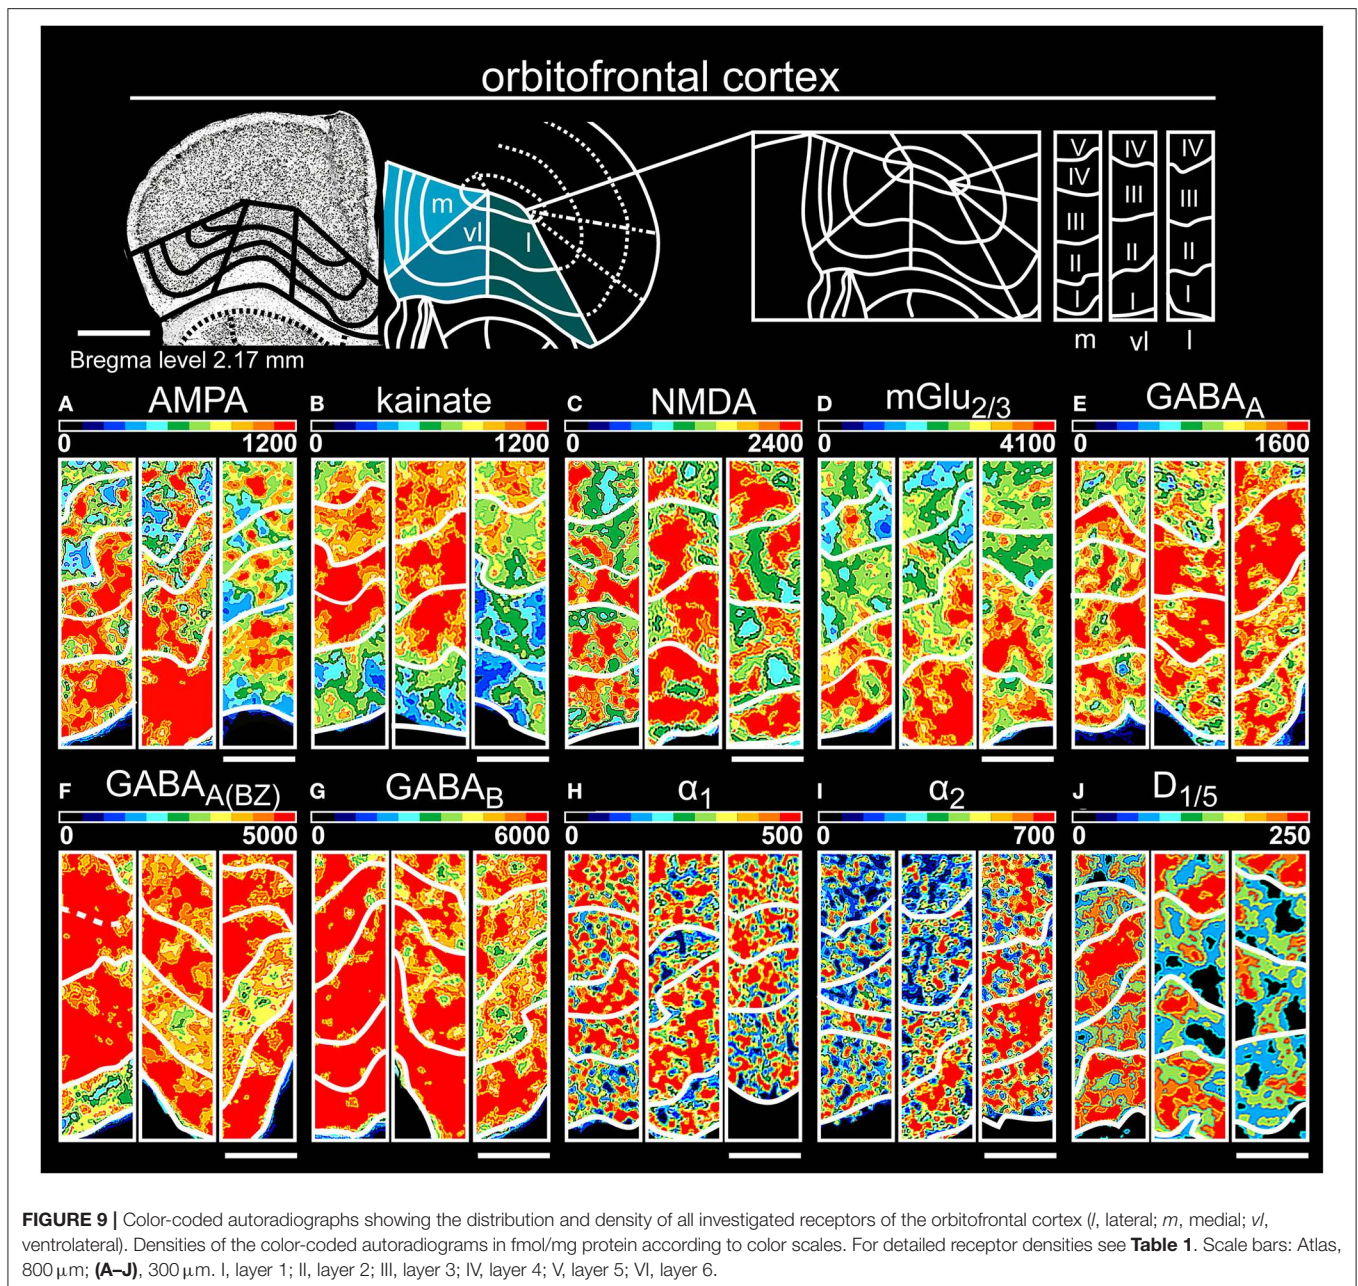 orbitofrontal cortex
m
vl
l
V IV IV
IV III III
III II II
II I I
I
m vl l
Bregma level 2.17 mm
A AMPA B kainate C NMDA D mGlu2/3 E GABAA
0 1200 0 1200 0 2400 0 4100 0 1600
F GABAA(BZ) G GABAB H α1 I α2 J D1/5
0 5000 0 6000 0 500 0 700 0 250
FIGURE 9 | Color-coded autoradiographs showing the distribution and density of all investigated receptors of the orbitofrontal cortex (l, lateral; m, medial; vl,
ventrolateral). Densities of the color-coded autoradiograms in fmol/mg protein according to color scales. For detailed receptor densities see Table 1. Scale bars: Atlas,
800 μm; (A–J), 300 μm. I, layer 1; II, layer 2; III, layer 3; IV, layer 4; V, layer 5; VI, layer 6.